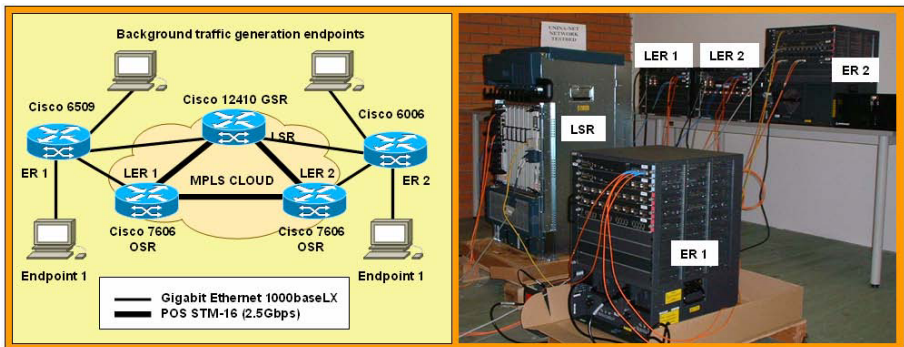 Background traffic generation endpoints
Cisco 6509
Cisco 12410 GSR
Cisco 6006
LSR
ER 1
LER 1
LER 2
ER 2
MPLS CLOUD
Cisco 7606
OSR
Cisco 7606
OSR
Endpoint 1
Endpoint 1
Gigabit Ethernet 1000baseLX
POS STM-16 (2.5Gbps)
NETWORK
TESTBED
LER 1
LER 2
ER 2
LSR
ER 1